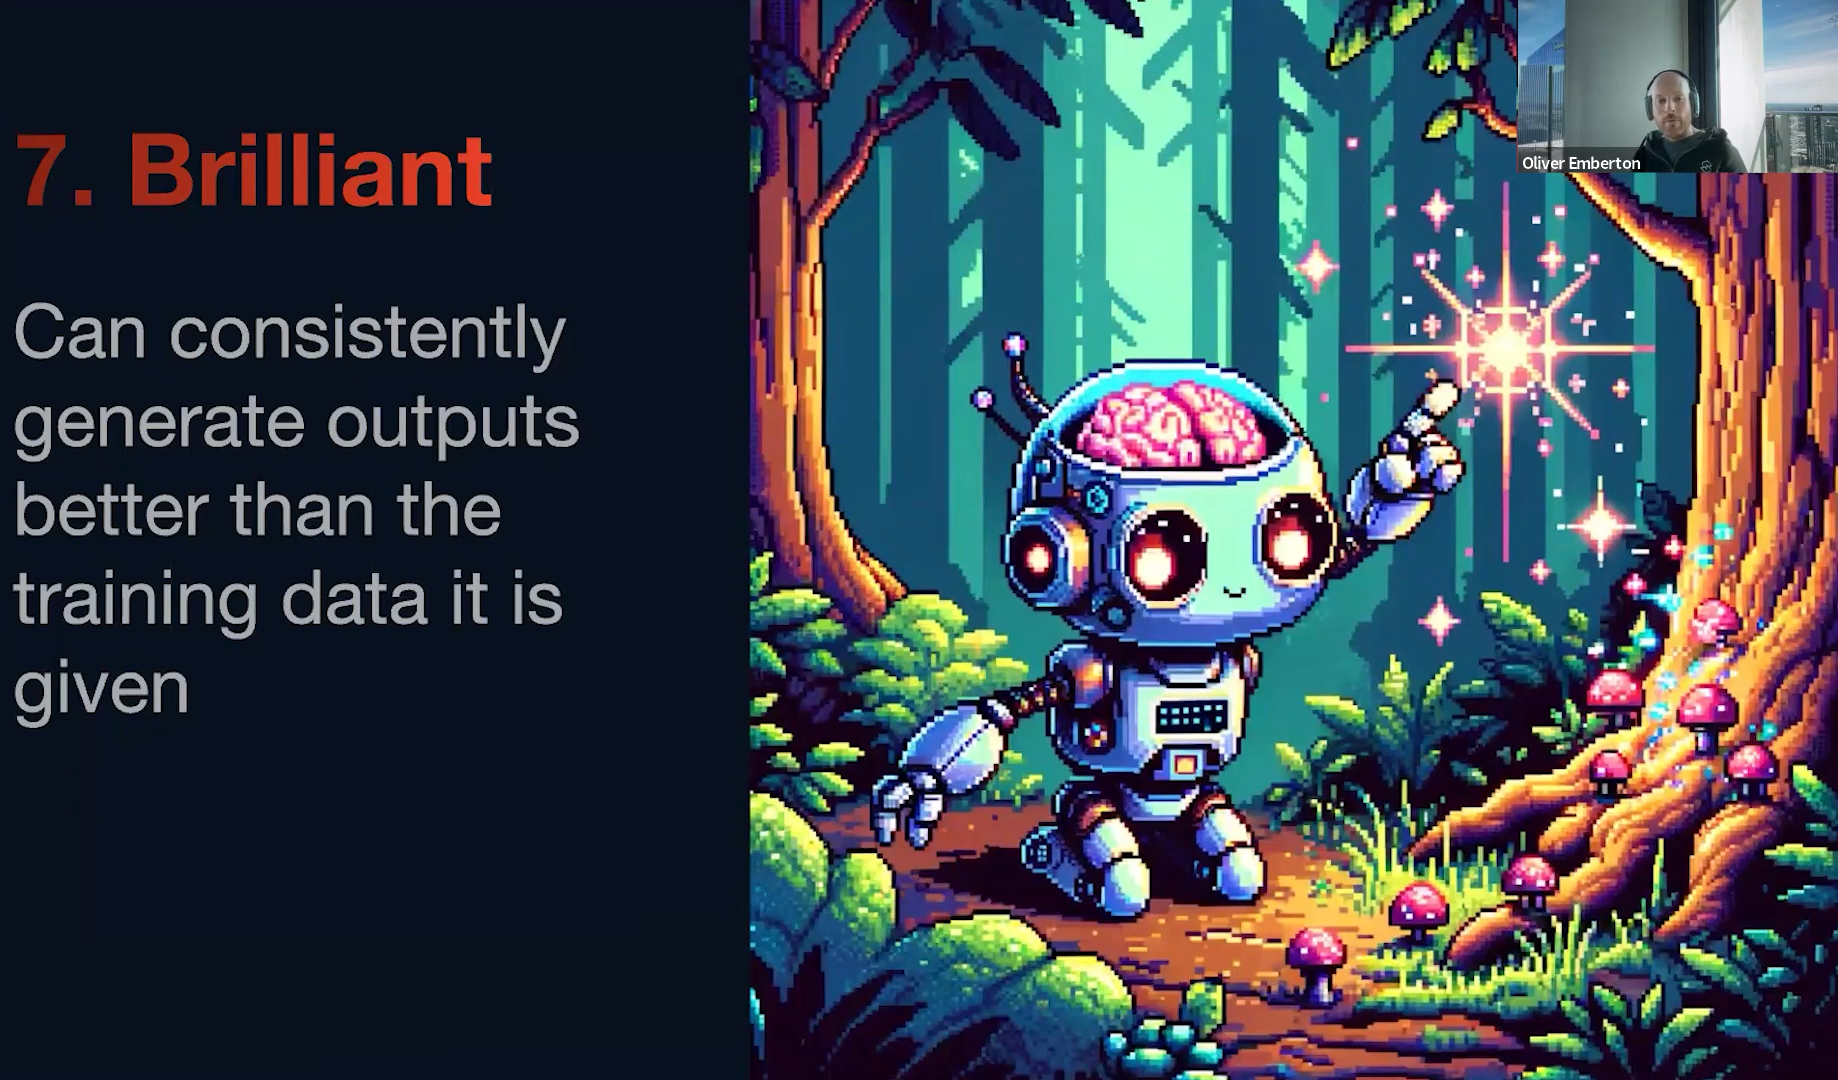 7. Brilliant
Can consistently
generate outputs
better than the
training data it is
given
Oliver Emberton